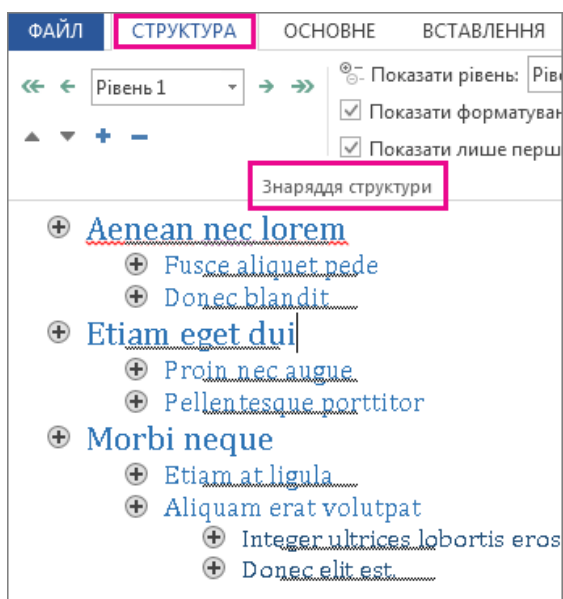 ФАЙЛ СТРУКТУРА ОСНОВНЕ ВСТАВЛЕННЯ
Рівень 1 Показати рівень: Ріве
Показати форматуван
Показати лише перш
Знаряддя структури
Aenean nec lorem
Fusce aliquet pede
Donec blandit
Etiam eget dui
Proin nec augue
Pellentesque porttitor
Morbi neque
Etiam at ligula
Aliquam erat volutpat
Integer ultrices lobortis eros
Donec elit est.